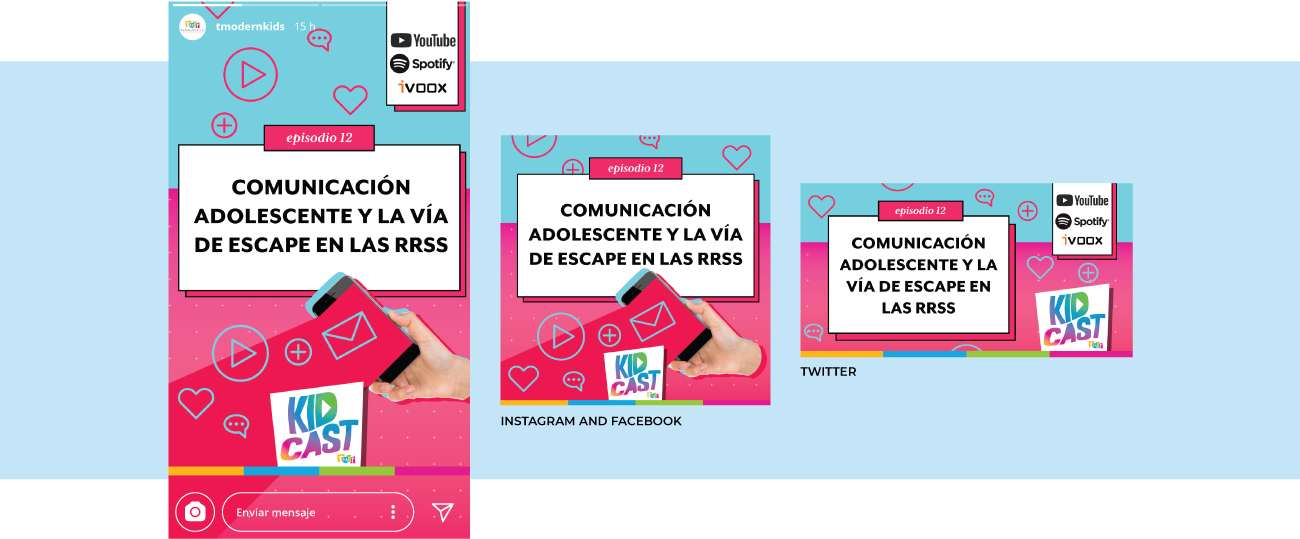 tmodernkids 15 h
YouTube
Spotify
iVOOX
episodio 12
COMUNICACIÓN
ADOLESCENTE Y LA VÍA
DE ESCAPE EN LAS RRSS
KID
CAST
Enviar mensaje
episodio 12
COMUNICACIÓN
ADOLESCENTE Y LA VÍA
DE ESCAPE EN LAS RRSS
KID
CAST
INSTAGRAM AND FACEBOOK
YouTube
Spotify
iVOOX
episodio 12
COMUNICACIÓN
ADOLESCENTE Y LA
VÍA DE ESCAPE EN
LAS RRSS
KID
CAST
TWITTER